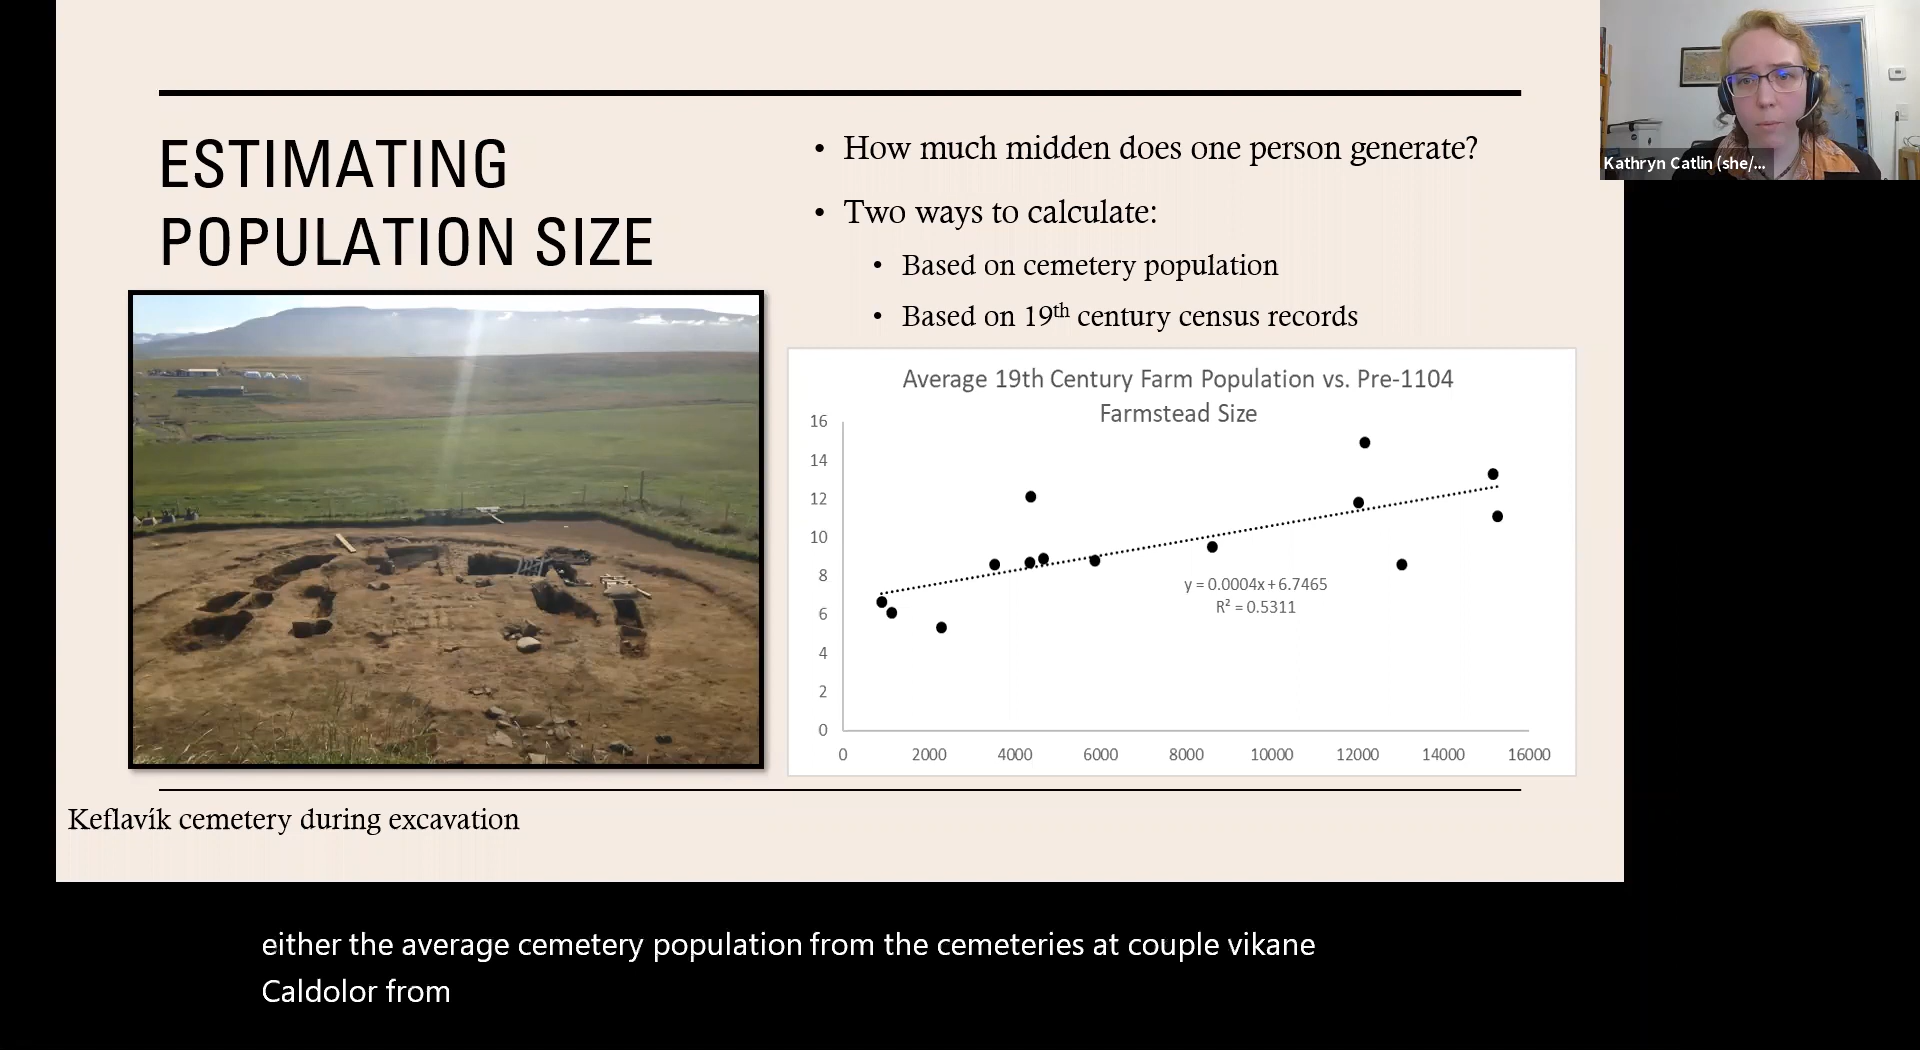 ESTIMATING
POPULATION SIZE
• How much midden does one person generate?
• Two ways to calculate:
• Based on cemetery population
• Based on 19th century census records
Kathryn Catlin (she/...
Average 19th Century Farm Population vs. Pre-1104
Farmstead Size
16
14
12
10
8
6
4
2
0
y = 0.0004x + 6.7465
R² = 0.5311
0 2000 4000 6000 8000 10000 12000 14000 16000
Keflavík cemetery during excavation
either the average cemetery population from the cemeteries at couple vikane
Caldolor from